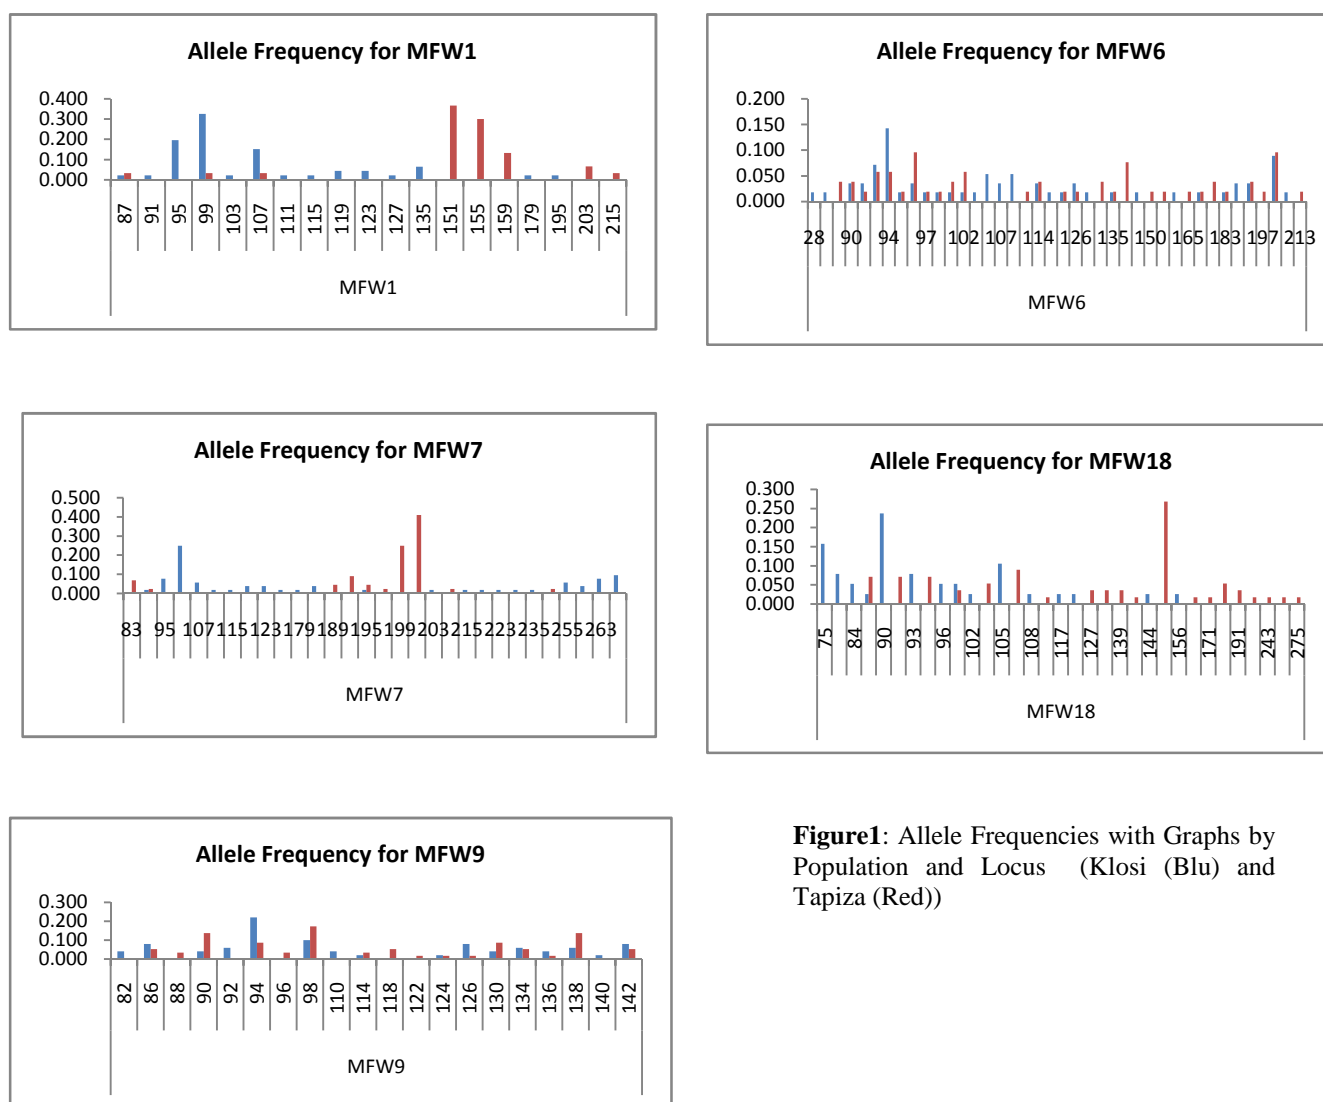 Allele Frequency for MFW1
0.400
0.300
0.200
0.100
0.000
87 91 95 99 103 107 111 115 119 123 127 135 151 155 159 179 195 203 215
MFW1
Allele Frequency for MFW6
0.200
0.150
0.100
0.050
0.000
28 90 94 97 102 107 114 126 135 150 165 183 197 213
MFW6
Allele Frequency for MFW7
0.500
0.400
0.300
0.200
0.100
0.000
83 95 107 115 123 179 189 195 199 203 215 223 235 255 263
MFW7
Allele Frequency for MFW18
0.300
0.250
0.200
0.150
0.100
0.050
0.000
75 84 90 93 96 102 105 108 117 127 139 144 156 171 191 243 275
MFW18
Allele Frequency for MFW9
0.300
0.200
0.100
0.000
82 86 88 90 92 94 96 98 110 114 118 122 124 126 130 134 136 138 140 142
MFW9
Figure1: Allele Frequencies with Graphs by
Population and Locus (Klosi (Blu) and
Tapiza (Red))